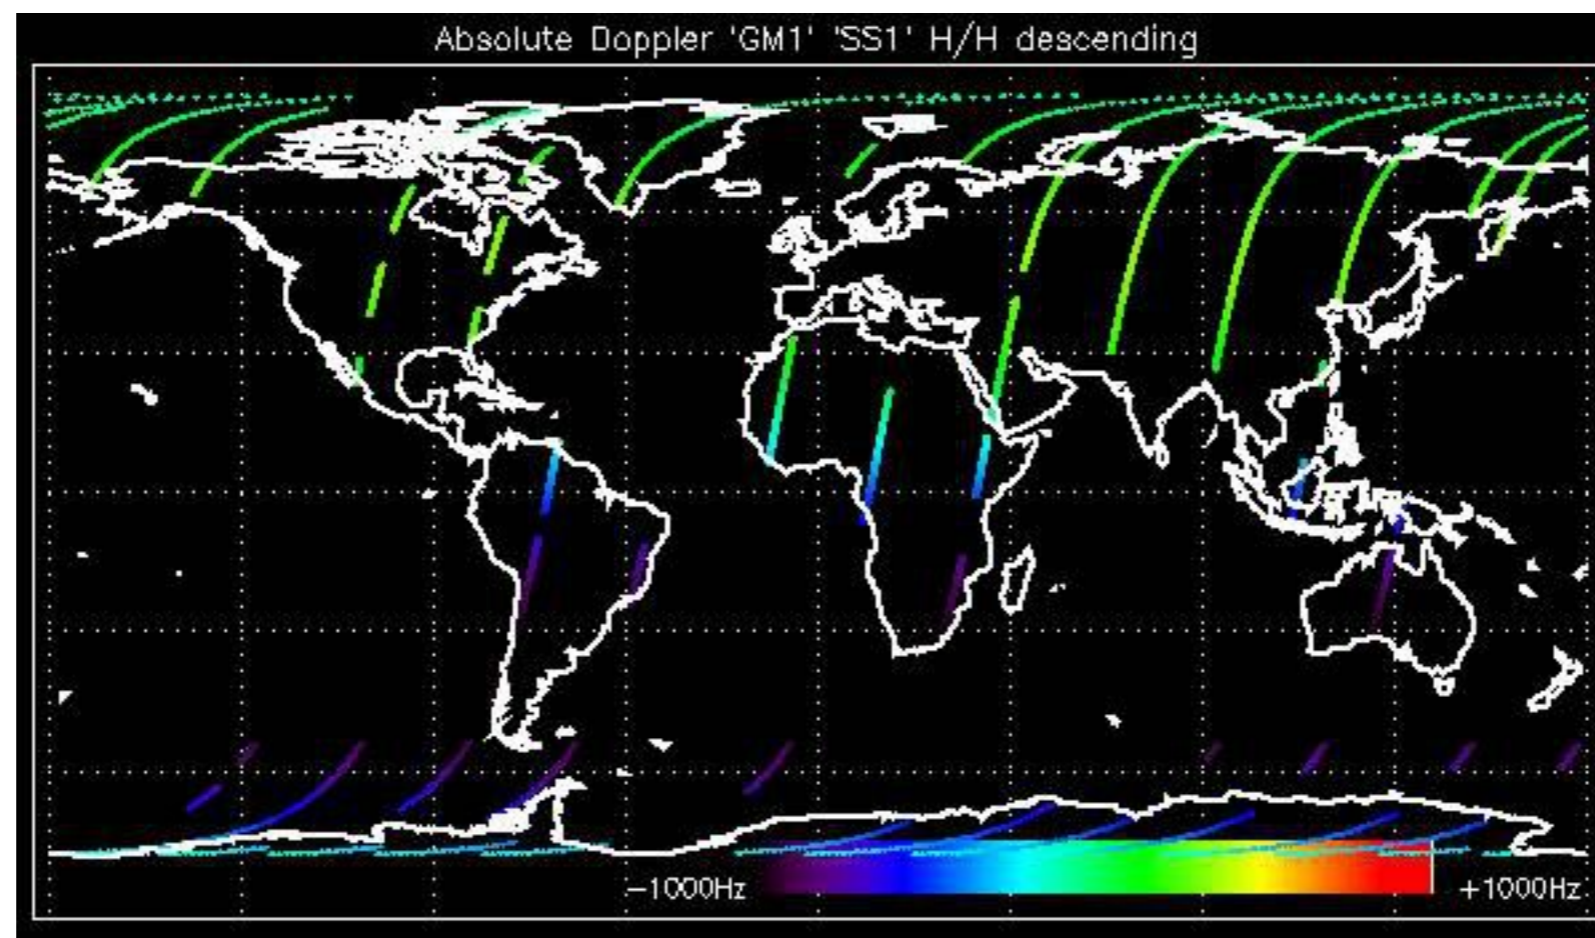 Absolute Doppler 'GM1' 'SS1' H/H descending
-1000Hz
+1000Hz